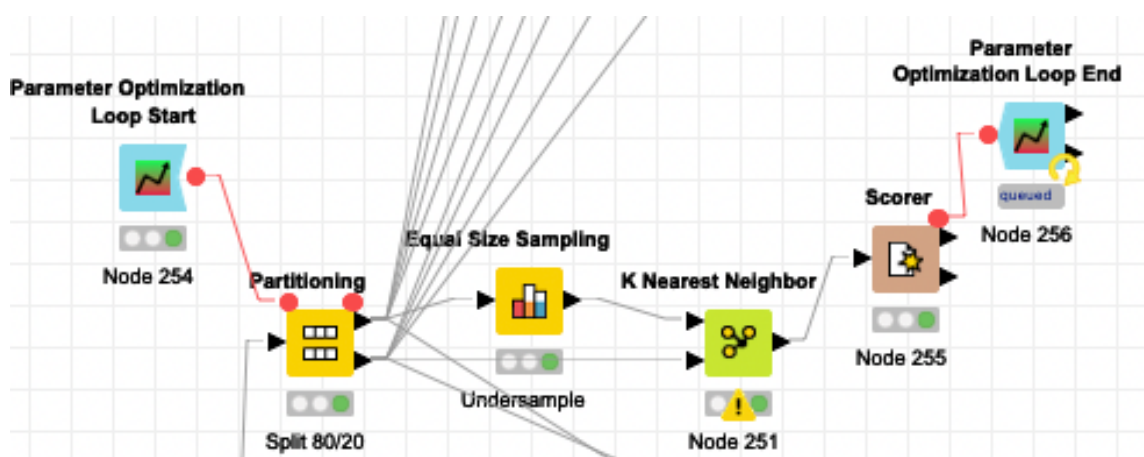 Parameter Optimization
Loop Start
Node 254
Partitioning
Split 80/20
Equal Size Sampling
Undersample
K Nearest Neighbor
Node 251
Scorer
Node 255
Parameter
Optimization Loop End
queued
Node 256